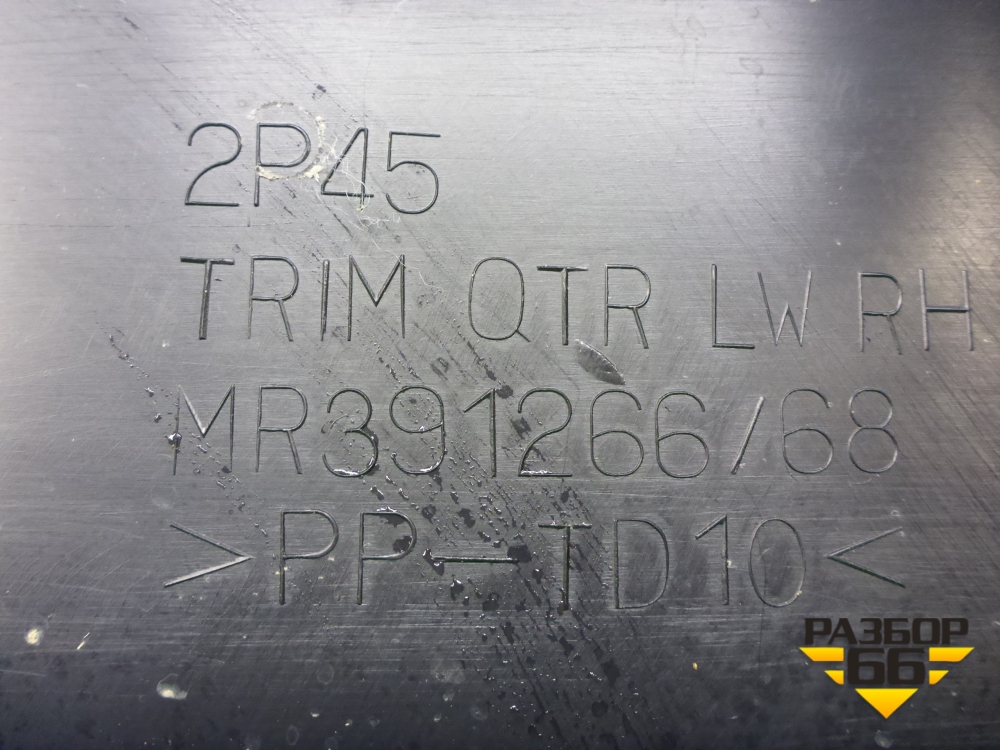 2P45
TRIM QTR LW RH
MR391266/68
>PP-TD10<
РАЗБОР
66